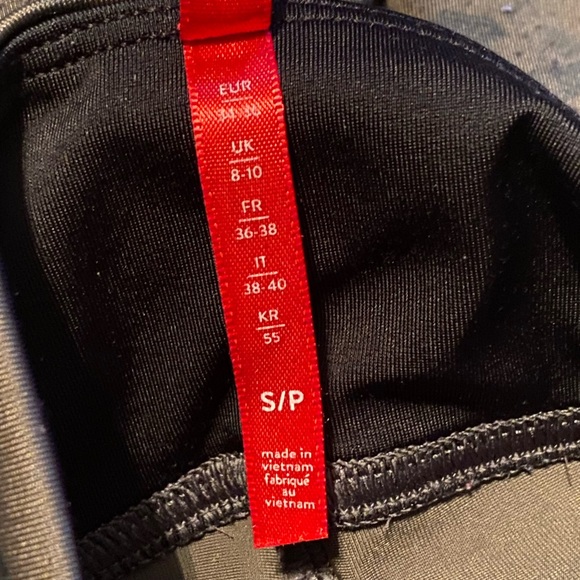 EUR
34-36
UK
8-10
FR
36-38
IT
38-40
KR
55
S/P
made in
vietnam
fabriqué
au
vietnam